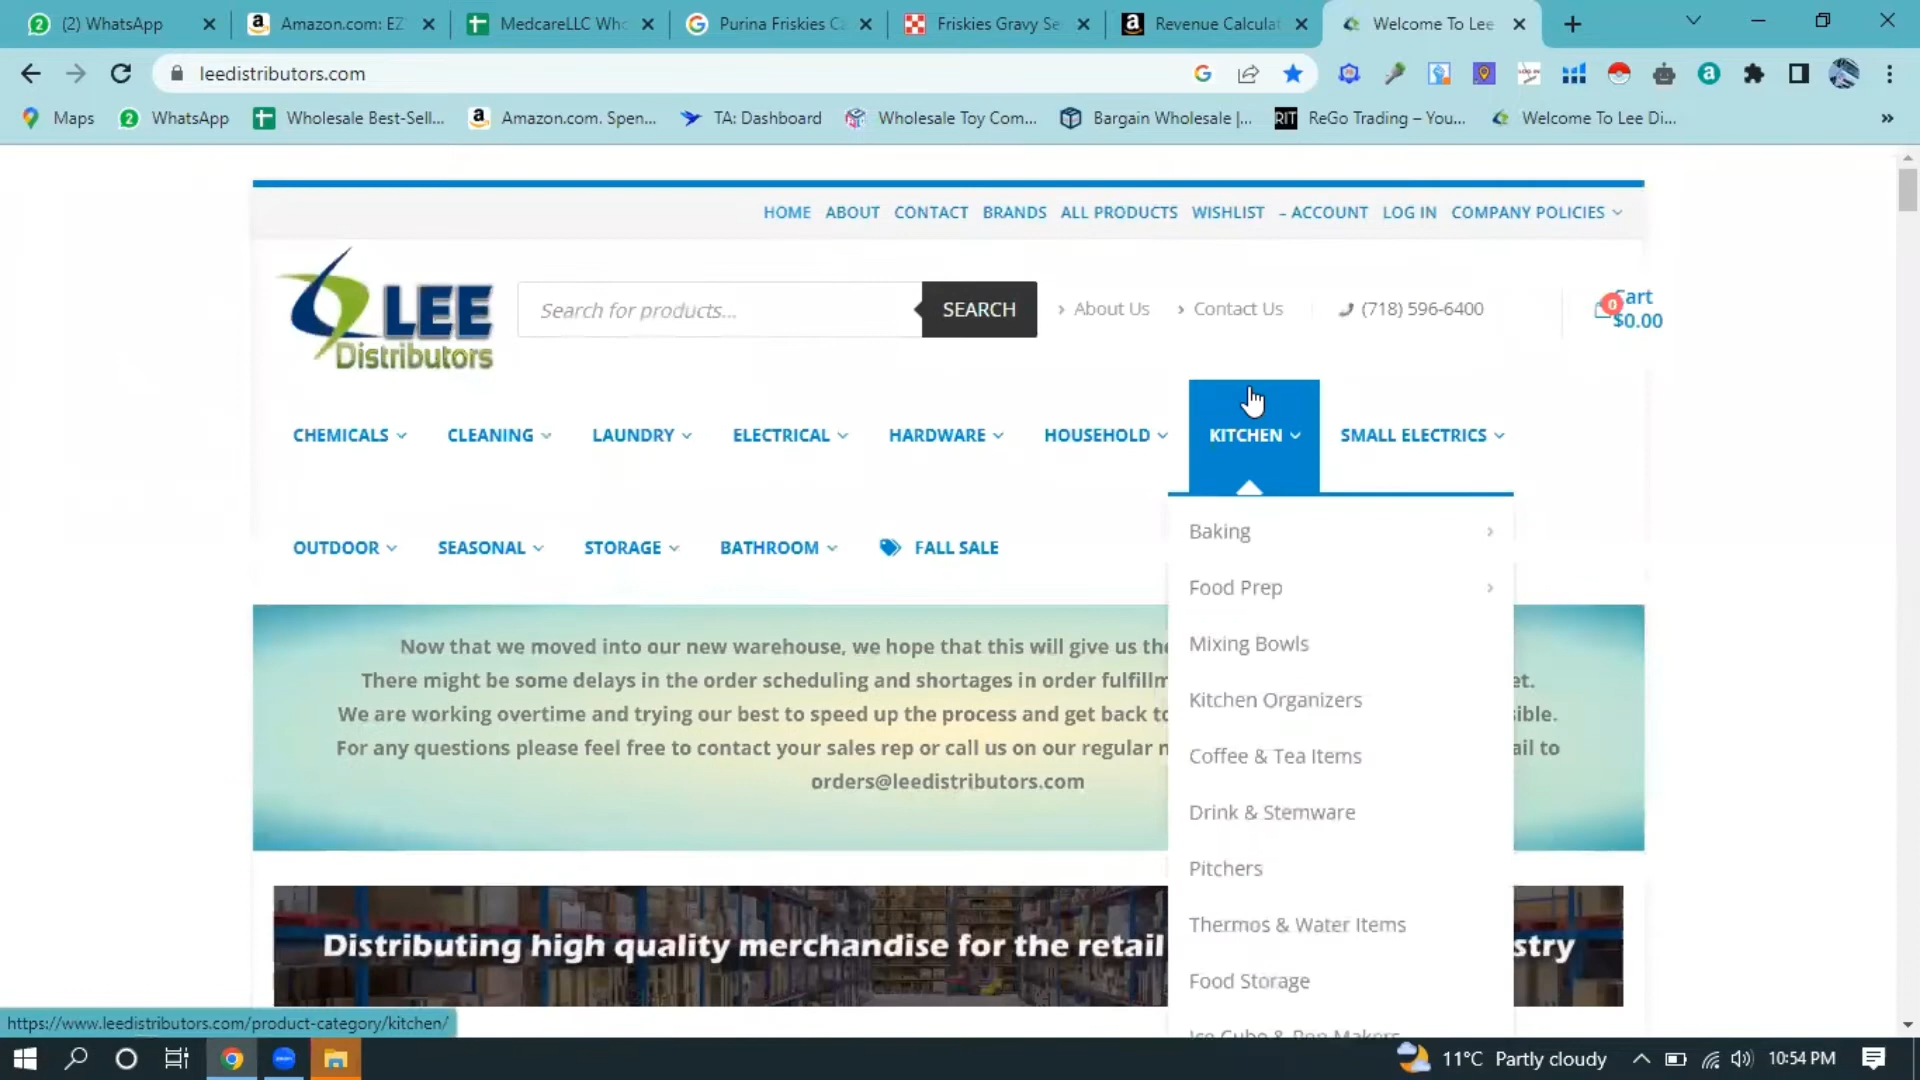 (2) WhatsApp
Amazon.com: EZ
MedcareLLC Who
Purina Friskies Ca
Friskies Gravy Se
Revenue Calculat
Welcome To Lee
leedistributors.com
Maps
WhatsApp
Wholesale Best-Sell...
Amazon.com. Spen...
TA: Dashboard
Wholesale Toy Com...
Bargain Wholesale |...
RIT
ReGo Trading – You...
Welcome To Lee Di...
»
HOME ABOUT CONTACT BRANDS ALL PRODUCTS WISHLIST – ACCOUNT LOG IN COMPANY POLICIES
LEE
Distributors
Search for products...
SEARCH
About Us
Contact Us
(718) 596-6400
0
Cart
$0.00
CHEMICALS CLEANING LAUNDRY ELECTRICAL HARDWARE HOUSEHOLD KITCHEN SMALL ELECTRICS
OUTDOOR SEASONAL STORAGE BATHROOM FALL SALE
Baking
Food Prep
Mixing Bowls
Kitchen Organizers
Coffee & Tea Items
Drink & Stemware
Pitchers
Thermos & Water Items
Food Storage
Ice Cube & Pop Makers
Now that we moved into our new warehouse, we hope that this will give us the
There might be some delays in the order scheduling and shortages in order fulfillm et.
We are working overtime and trying our best to speed up the process and get back to ible.
For any questions please feel free to contact your sales rep or call us on our regular n ail to
orders@leedistributors.com
Distributing high quality merchandise for the retail stry
https://www.leedistributors.com/product-category/kitchen/
11°C Partly cloudy
10:54 PM